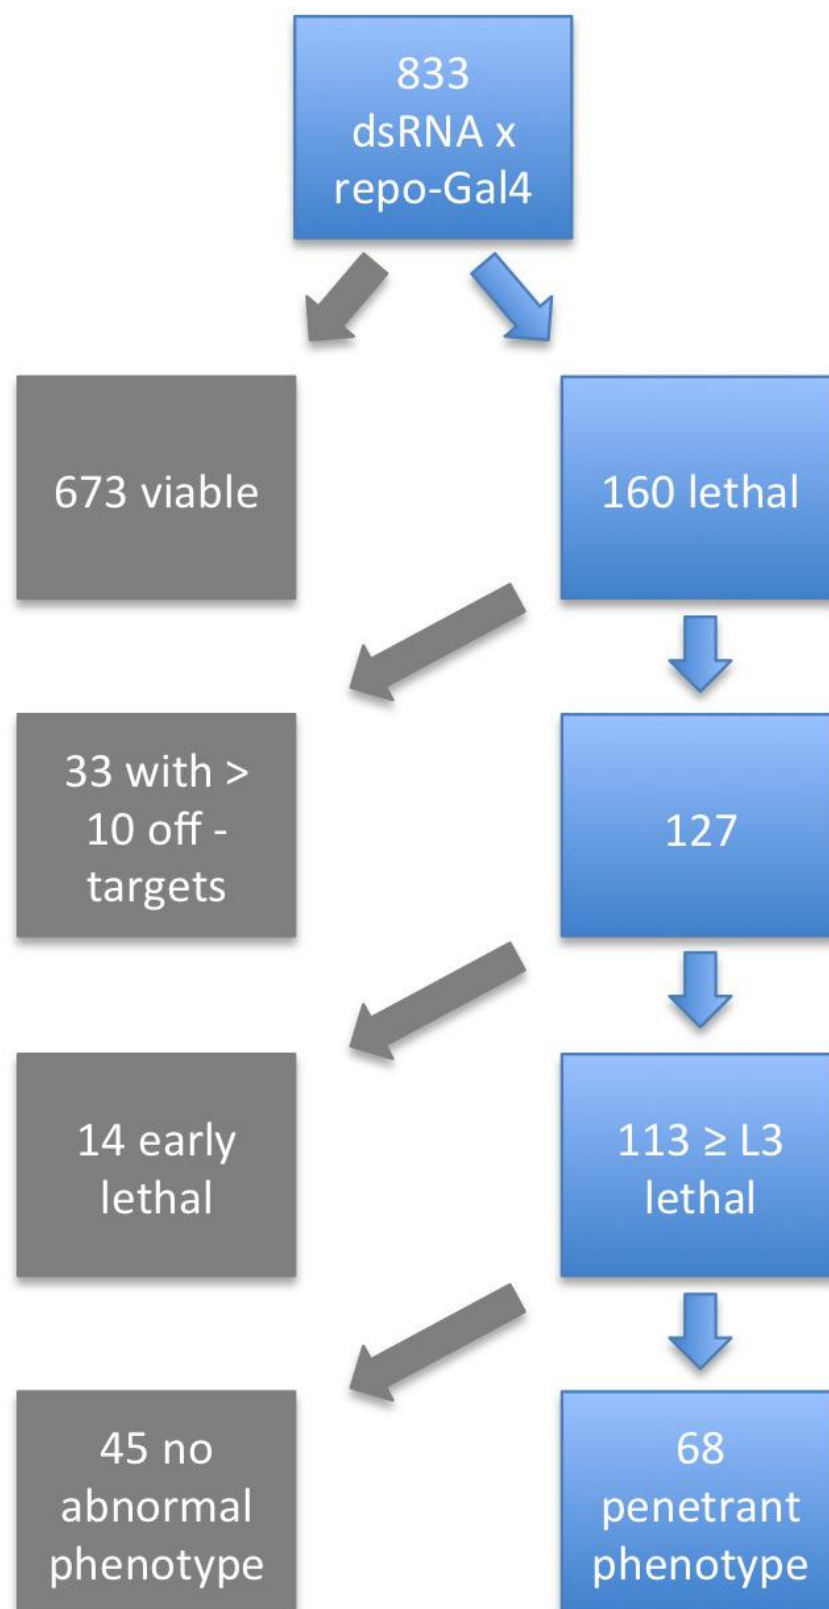 833
dsRNA x
repo-Gal4
673 viable
160 lethal
33 with >
10 off -
targets
127
14 early
lethal
113 ≥ L3
lethal
45 no
abnormal
phenotype
68
penetrant
phenotype